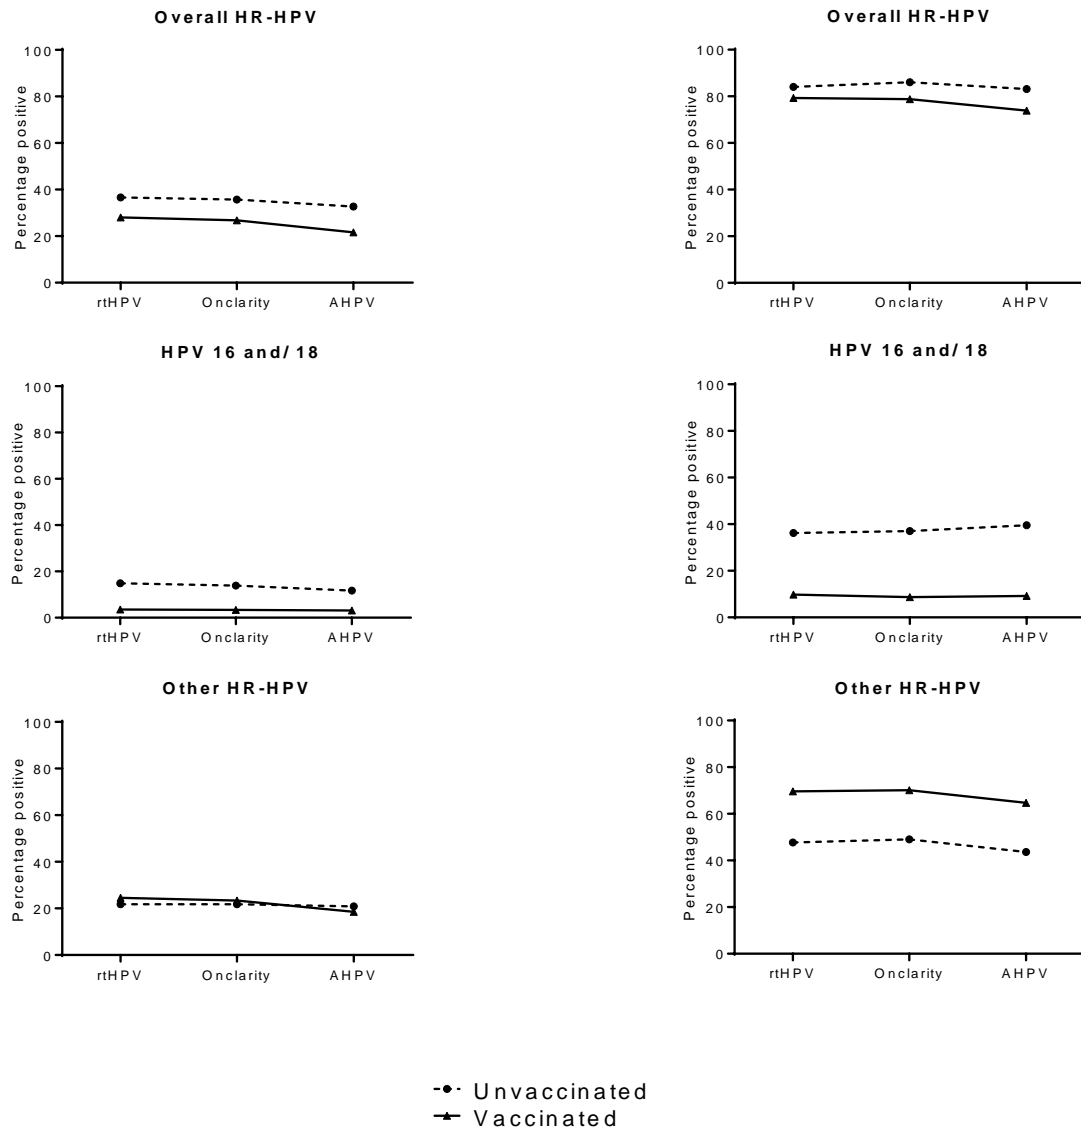 Overall HR-HPV
Percentage positive
100
80
60
40
20
0
rtHPV Onclarity AHPV
Overall HR-HPV
Percentage positive
100
80
60
40
20
0
rtHPV Onclarity AHPV
HPV 16 and/ 18
Percentage positive
100
80
60
40
20
0
rtHPV Onclarity AHPV
HPV 16 and/ 18
Percentage positive
100
80
60
40
20
0
rtHPV Onclarity AHPV
Other HR-HPV
Percentage positive
100
80
60
40
20
0
rtHPV Onclarity AHPV
Other HR-HPV
Percentage positive
100
80
60
40
20
0
rtHPV Onclarity AHPV
Unvaccinated
Vaccinated